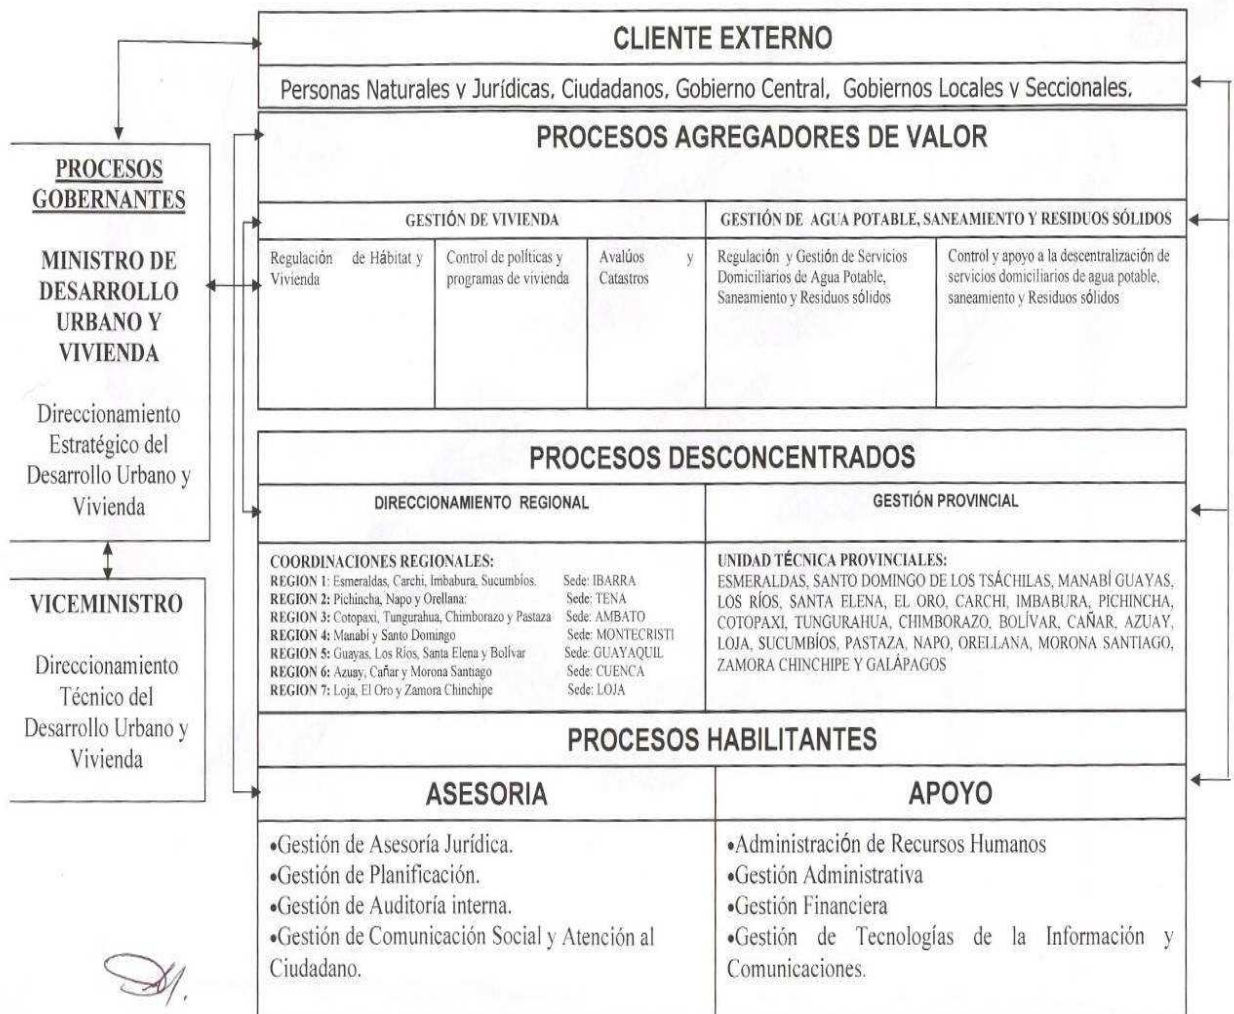 CLIENTE EXTERNO
Personas Naturales y Jurídicas, Ciudadanos, Gobierno Central, Gobiernos Locales y Seccionales,
PROCESOS AGREGADORES DE VALOR
GESTIÓN DE VIVIENDA
GESTIÓN DE AGUA POTABLE, SANEAMIENTO Y RESIDUOS SÓLIDOS
Regulación de Hábitat y
Vivienda
Control de políticas y
programas de vivienda
Avalúos y
Catastros
Regulación y Gestión de Servicios
Domiciliarios de Agua Potable,
Saneamiento y Residuos sólidos
Control y apoyo a la descentralización de
servicios domiciliarios de agua potable,
saneamiento y Residuos sólidos
PROCESOS
GOBERNANTES
MINISTRO DE
DESARROLLO
URBANO Y
VIVIENDA
Direccionamiento
Estratégico del
Desarrollo Urbano y
Vivienda
VICEMINISTRO
Direccionamiento
Técnico del
Desarrollo Urbano y
Vivienda
PROCESOS DESCONCENTRADOS
DIRECCIONAMIENTO REGIONAL
GESTIÓN PROVINCIAL
COORDINACIONES REGIONALES:
REGION 1: Esmeraldas, Carchi, Imbabura, Sucumbíos. Sede: IBARRA
REGION 2: Pichincha, Napo y Orellana: Sede: TENA
REGION 3: Cotopaxi, Tungurahua, Chimborazo y Pastaza Sede: AMBATO
REGION 4: Manabí y Santo Domingo Sede: MONTECRISTI
REGION 5: Guayas, Los Ríos, Santa Elena y Bolívar Sede: GUAYAQUIL
REGION 6: Azuay, Cañar y Morona Santiago Sede: CUENCA
REGION 7: Loja, El Oro y Zamora Chinchipe Sede: LOJA
UNIDAD TÉCNICA PROVINCIALES:
ESMERALDAS, SANTO DOMINGO DE LOS TSÁCHILAS, MANABÍ GUAYAS,
LOS RÍOS, SANTA ELENA, EL ORO, CARCHI, IMBABURA, PICHINCHA,
COTOPAXI, TUNGURAHUA, CHIMBORAZO, BOLÍVAR, CAÑAR, AZUAY,
LOJA, SUCUMBÍOS, PASTAZA, NAPO, ORELLANA, MORONA SANTIAGO,
ZAMORA CHINCHIPE Y GALÁPAGOS
PROCESOS HABILITANTES
ASESORIA
APOYO
•Gestión de Asesoría Jurídica.
•Gestión de Planificación.
•Gestión de Auditoría interna.
•Gestión de Comunicación Social y Atención al
Ciudadano.
•Administración de Recursos Humanos
•Gestión Administrativa
•Gestión Financiera
•Gestión de Tecnologías de la Información y
Comunicaciones.